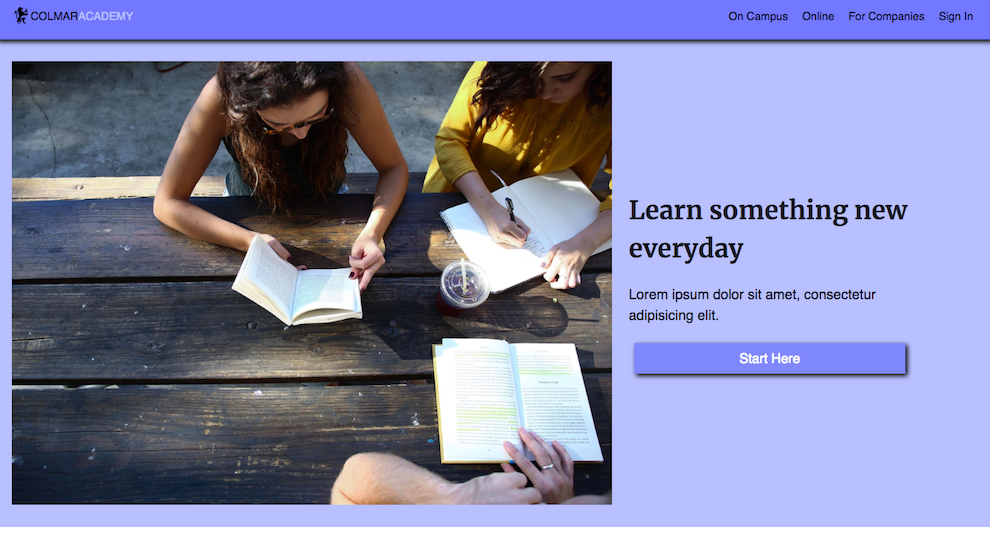 COLMARACADEMY
On Campus Online For Companies Sign In
Learn something new
everyday
Lorem ipsum dolor sit amet, consectetur
adipisicing elit.
Start Here